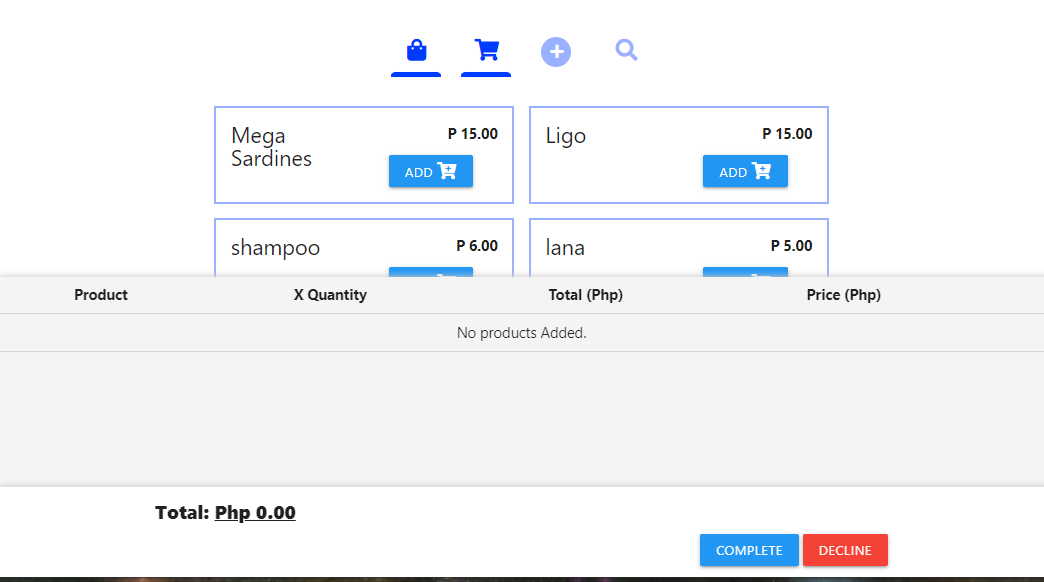 Mega
Sardines
P 15.00
ADD
Ligo
P 15.00
ADD
shampoo
P 6.00
lana
P 5.00
Product X Quantity Total (Php) Price (Php)
No products Added.
Total: Php 0.00
COMPLETE DECLINE